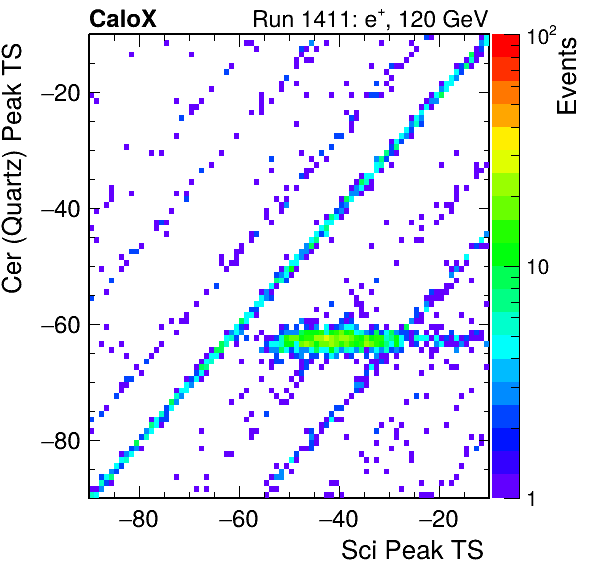 CaloX Run 1411: e⁺, 120 GeV
10²
Events
Cer (Quartz) Peak TS
−20
−40
10
−60
−80
1
−80 −60 −40 −20
Sci Peak TS